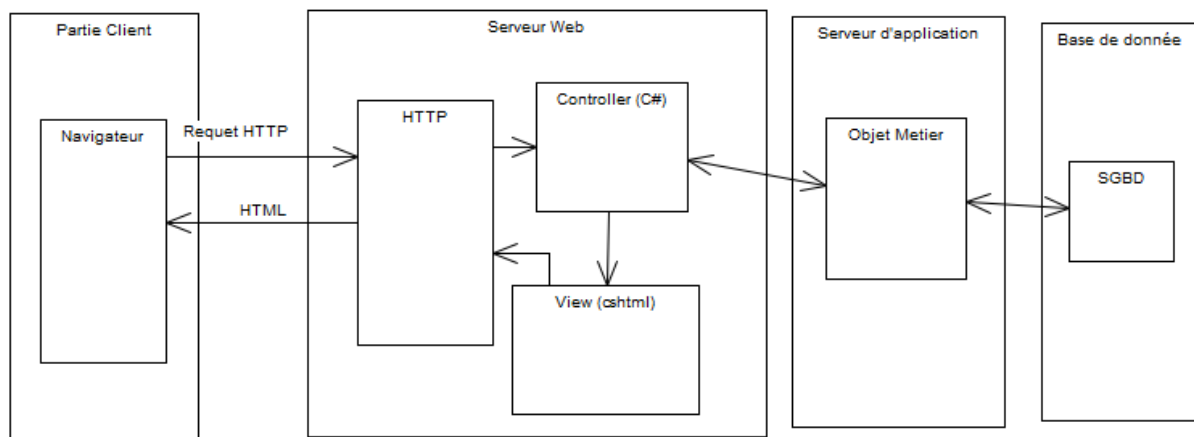 Partie Client
Serveur Web
Serveur d'application
Base de donnée
Navigateur
Requet HTTP
HTML
HTTP
Controller (C#)
View (cshtml)
Objet Metier
SGBD